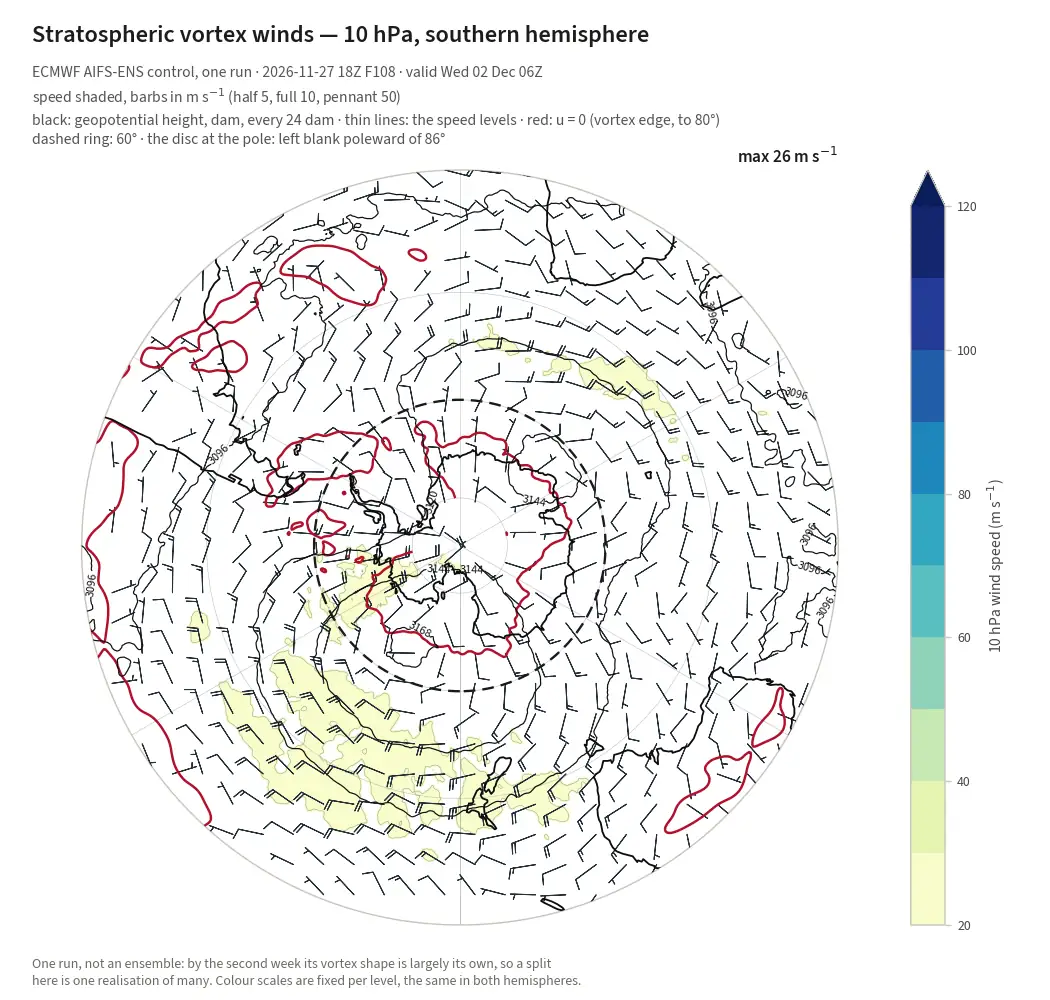 Stratospheric vortex winds — 10 hPa, southern hemisphere
ECMWF AIFS-ENS control, one run · 2026-11-27 18Z F108 · valid Wed 02 Dec 06Z
speed shaded, barbs in m s⁻¹ (half 5, full 10, pennant 50)
black: geopotential height, dam, every 24 dam · thin lines: the speed levels · red: u = 0 (vortex edge, to 80°)
dashed ring: 60° · the disc at the pole: left blank poleward of 86°
max 26 m s⁻¹
120
100
80
60
40
20
10 hPa wind speed (m s⁻¹)
3096
3096
3096
3144
3096
3096
3144
3144
3096
3096
3168
One run, not an ensemble: by the second week its vortex shape is largely its own, so a split
here is one realisation of many. Colour scales are fixed per level, the same in both hemispheres.